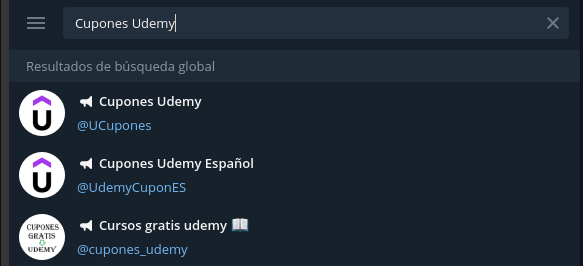 Cupones Udemy
Resultados de búsqueda global
Cupones Udemy
@UCupones
Cupones Udemy Español
@UdemyCuponES
CUPONES
GRATIS
UDEMY
Cursos gratis udemy 📖
@cupones_udemy